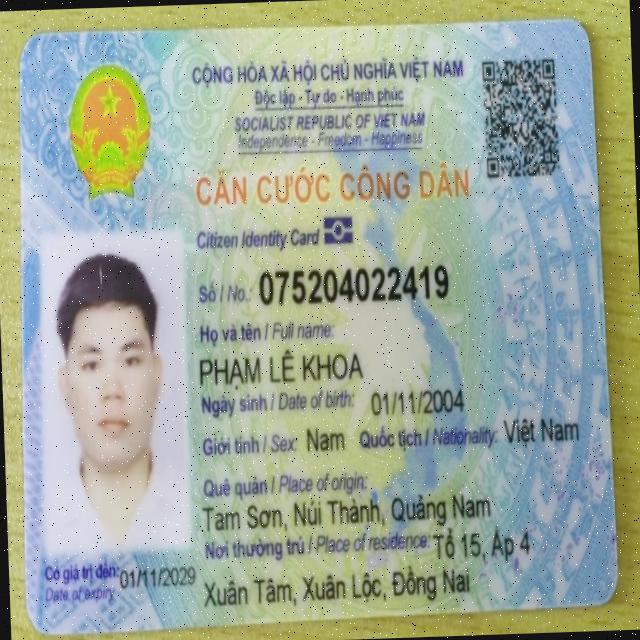 CỘNG HÒA XÃ HỘI CHỦ NGHĨA VIỆT NAM
Độc lập - Tự do - Hạnh phúc
SOCIALIST REPUBLIC OF VIET NAM
Independence - Freedom - Happiness
CĂN CƯỚC CÔNG DÂN
Citizen Identity Card
Số / No.: 075204022419
Họ và tên / Full name:
PHẠM LÊ KHOA
Ngày sinh / Date of birth: 01/11/2004
Giới tính / Sex: Nam Quốc tịch / Nationality: Việt Nam
Quê quán / Place of origin:
Tam Sơn, Núi Thành, Quảng Nam
Nơi thường trú / Place of residence: Tổ 15, Ấp 4
Xuân Tâm, Xuân Lộc, Đồng Nai
Có giá trị đến: 01/11/2029
Date of expiry